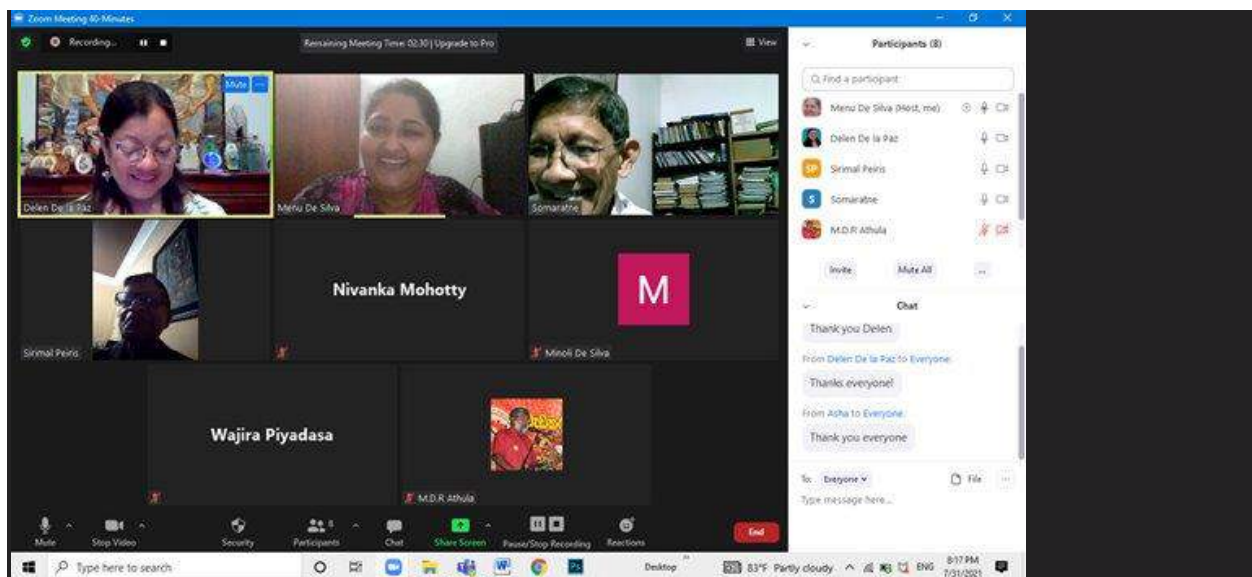 Zoom Meeting 40-Minutes
Recording...
Remaining Meeting Time: 02:30 | Upgrade to Pro
View
Mute
Delen De la Paz
Menu De Silva
Somaratne
Sirimal Peiris
Nivanka Mohotty
M
Minoli De Silva
Wajira Piyadasa
M.D.R Athula
Mute
Stop Video
Security
Participants
8
Chat
Share Screen
Pause/Stop Recording
Reactions
End
Participants (8)
Find a participant
Menu De Silva (Host, me)
Delen De la Paz
SP
Sirimal Peiris
S
Somaratne
M.D.R Athula
Invite
Mute All
...
Chat
Thank you Delen
From Delen De la Paz to Everyone:
Thanks everyone!
From Asha to Everyone:
Thank you everyone
To: Everyone
File
...
Type message here...
Type here to search
Desktop
83°F Partly cloudy
ENG
8:17 PM
7/31/2021